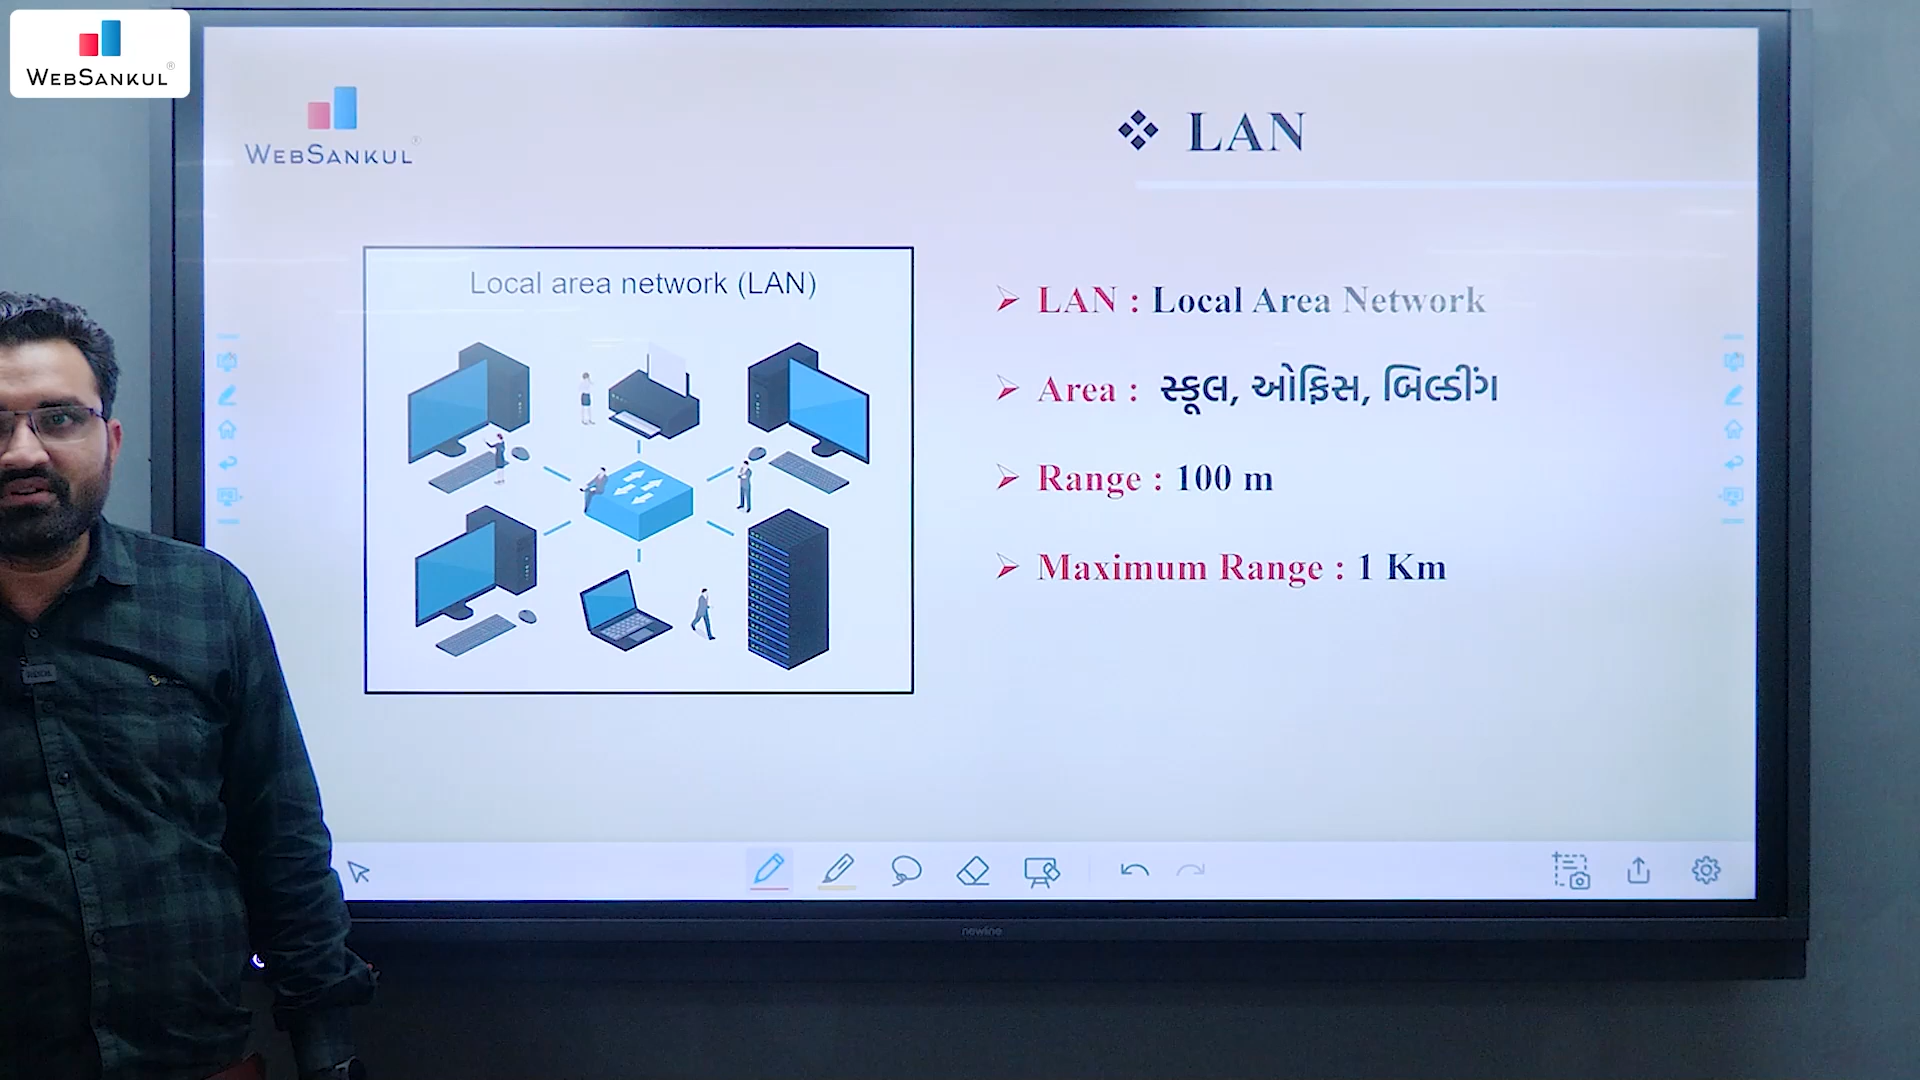 WEBSANKUL®
WEBSANKUL
LAN
Local area network (LAN)
LAN : Local Area Network
Area : સ્કૂલ, ઓફિસ, બિલ્ડીંગ
Range : 100 m
Maximum Range : 1 Km
newline